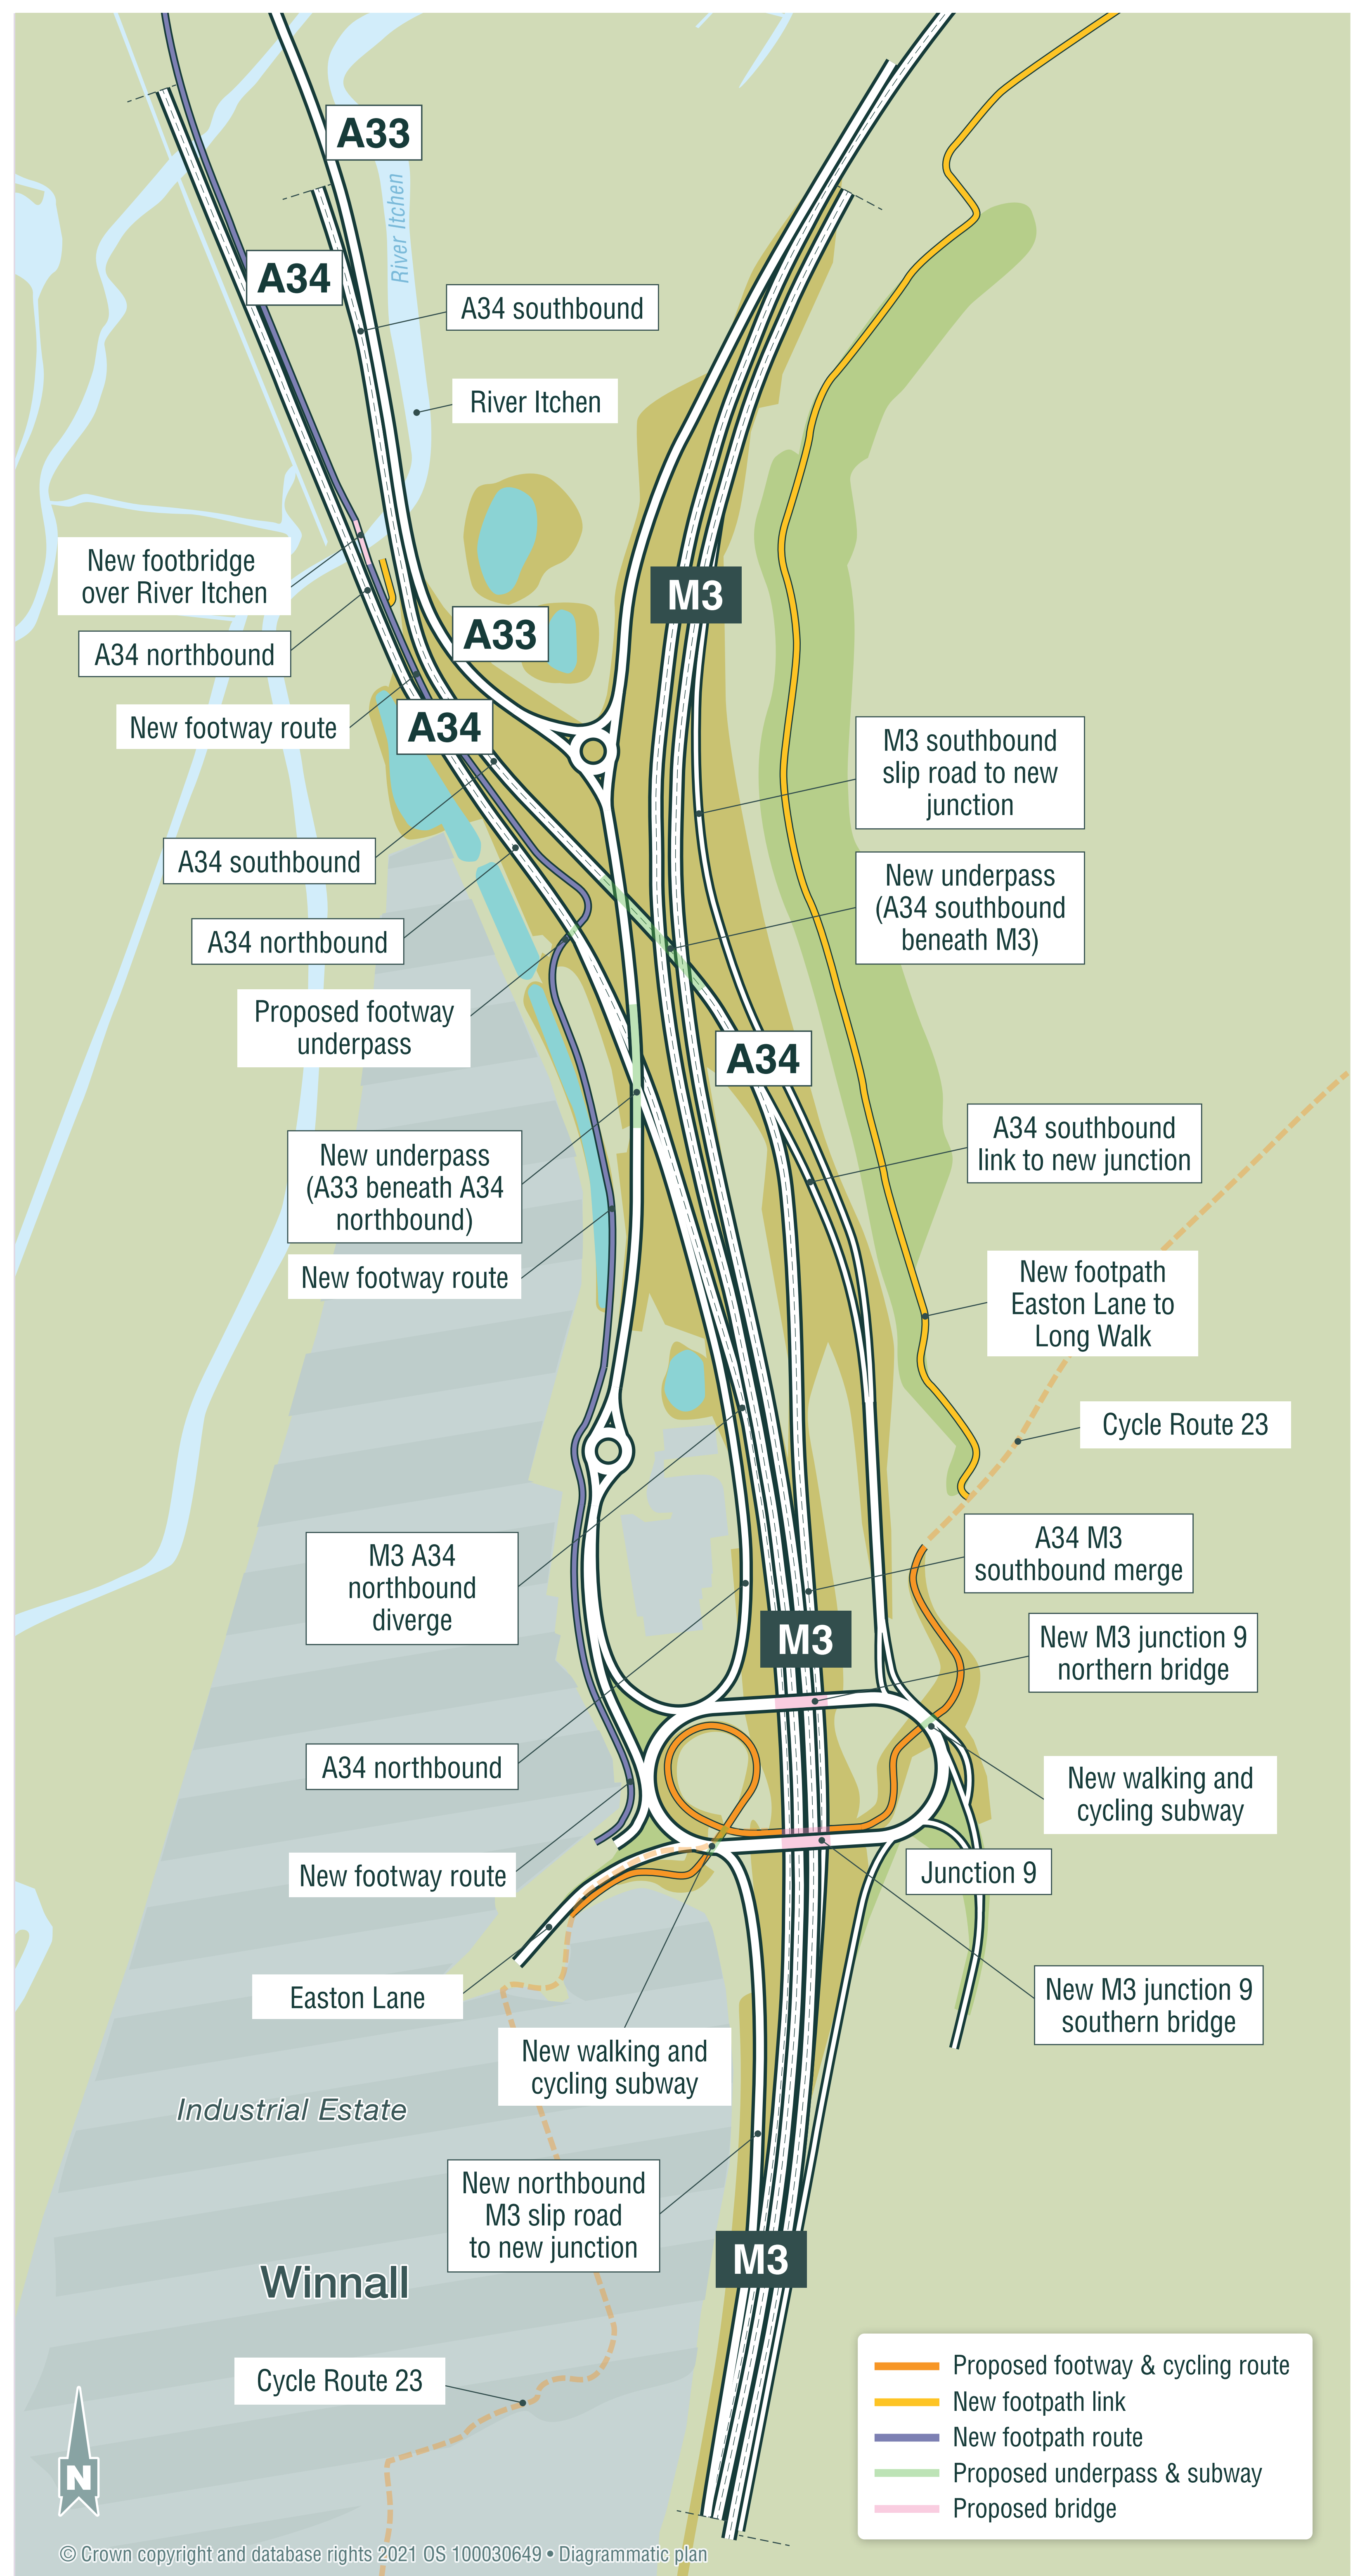 A33
River Itchen
A34
A34 southbound
River Itchen
New footbridge
over River Itchen
M3
A33
A34 northbound
New footway route
A34
M3 southbound
slip road to new
junction
A34 southbound
New underpass
(A34 southbound
beneath M3)
A34 northbound
Proposed footway
underpass
A34
A34 southbound
link to new junction
New underpass
(A33 beneath A34
northbound)
New footway route
New footpath
Easton Lane to
Long Walk
Cycle Route 23
A34 M3
southbound merge
M3 A34
northbound
diverge
M3
New M3 junction 9
northern bridge
A34 northbound
New walking and
cycling subway
New footway route
Junction 9
Easton Lane
New M3 junction 9
southern bridge
New walking and
cycling subway
Industrial Estate
New northbound
M3 slip road
to new junction
M3
Winnall
Cycle Route 23
Proposed footway & cycling route
New footpath link
New footpath route
Proposed underpass & subway
Proposed bridge
N
© Crown copyright and database rights 2021 OS 100030649 • Diagrammatic plan